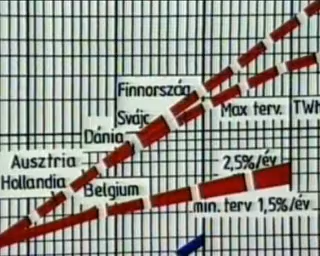 Finnország
Svájc
Max terv. TWh
Dánia
Ausztria
2,5%/év
Hollandia
Belgium
min. terv 1,5%/év